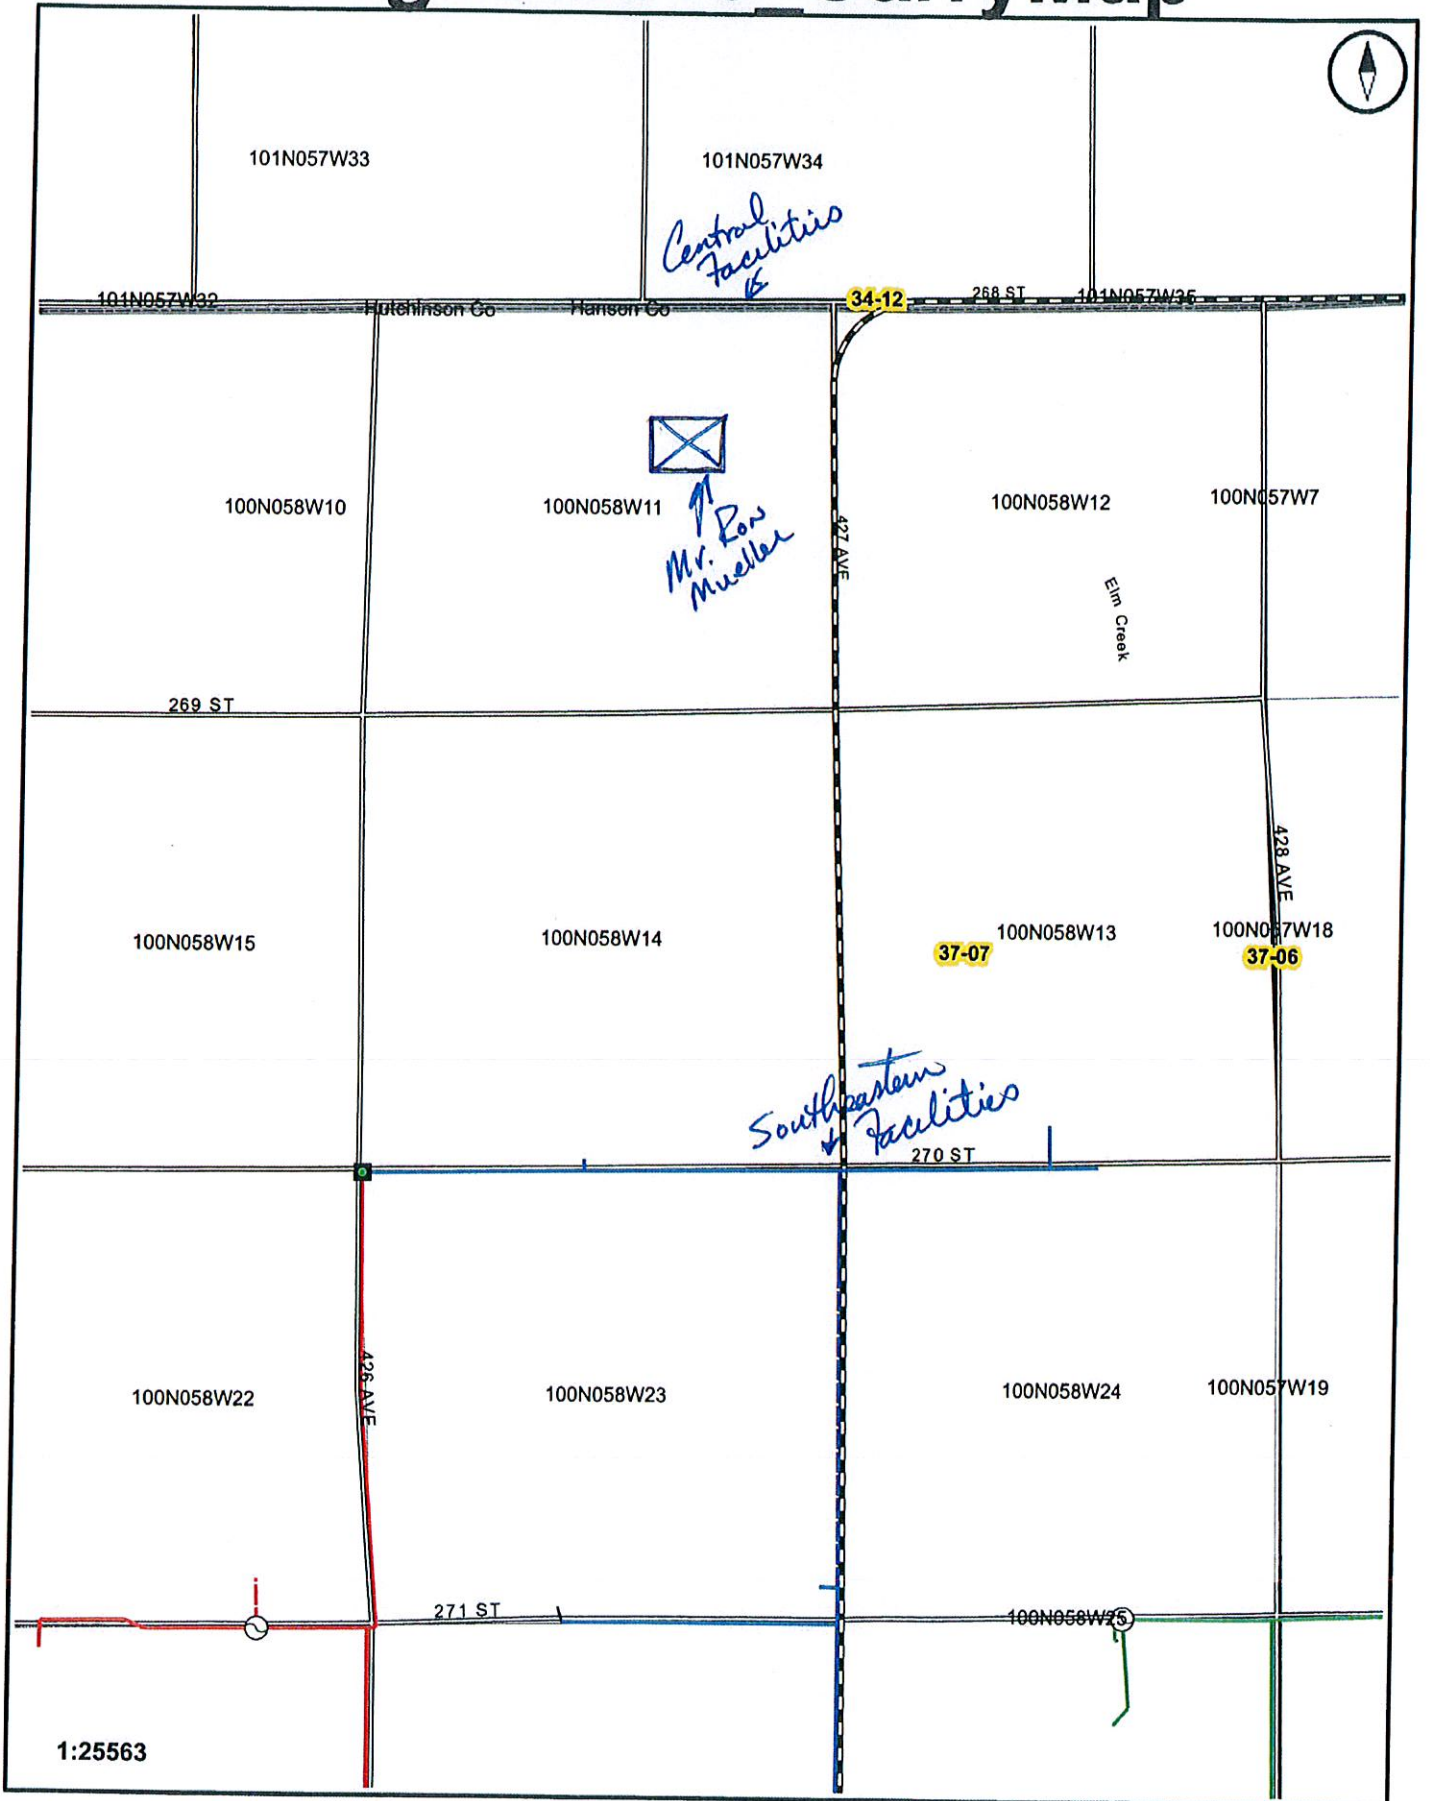 101N057W33
101N057W34
Central
Facilities
101N057W32
Hutchinson Co
Hanson Co
34-12
268 ST
101N057W35
100N058W10
100N058W11
Mr. Ron
Mueller
427 AVE
100N058W12
100N057W7
Elm Creek
269 ST
428 AVE
100N058W15
100N058W14
37-07
100N058W13
100N057W18
37-06
Southeastern
Facilities
270 ST
100N058W22
426 AVE
100N058W23
100N058W24
100N057W19
271 ST
100N058W25
1:25563